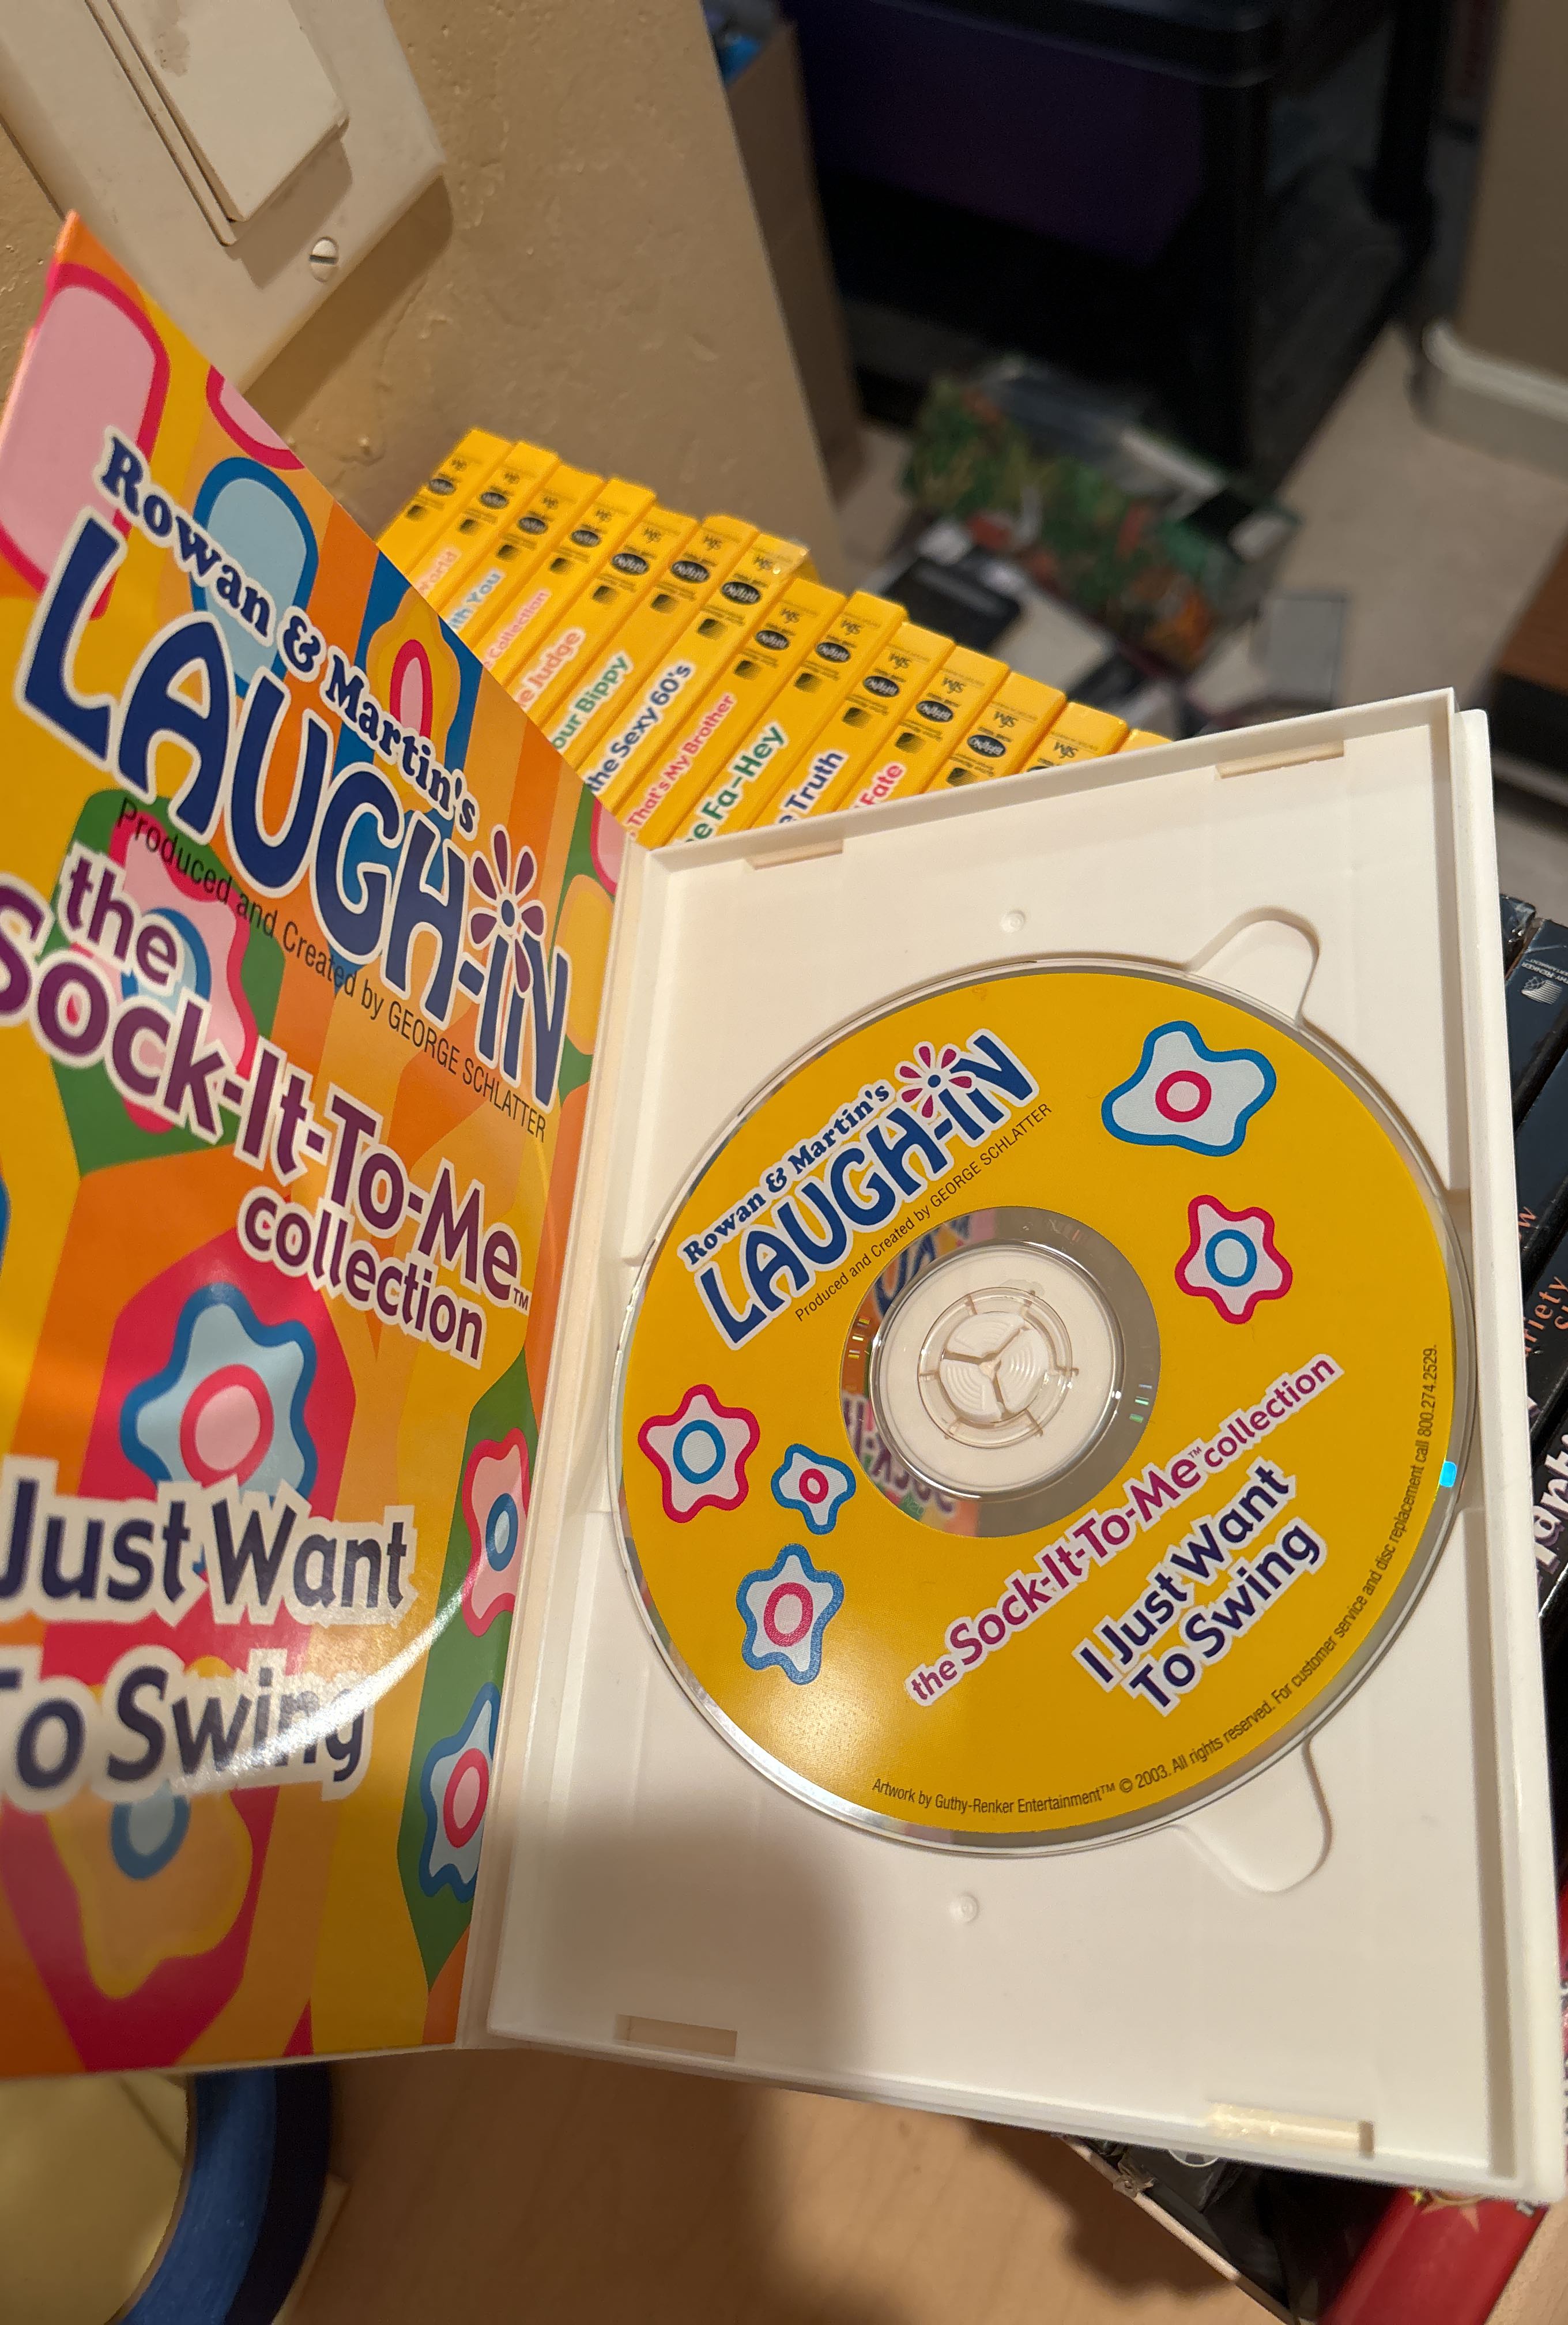 Rowan & Martin's
LAUGH-iN
Produced and Created by GEORGE SCHLATTER
the
Sock-It-To-Me™
collection
Just Want
To Swing
World
ith You
Collection
e Judge
our Bippy
the Sexy 60's
That's My Brother
e Fa-Hey
e Truth
Fate
Rowan & Martin's
LAUGH-iN
Produced and Created by GEORGE SCHLATTER
the Sock-It-To-Me™ collection
I Just Want
To Swing
Artwork by Guthy-Renker Entertainment™ © 2003. All rights reserved. For customer service and disc replacement call 800.274.2529.